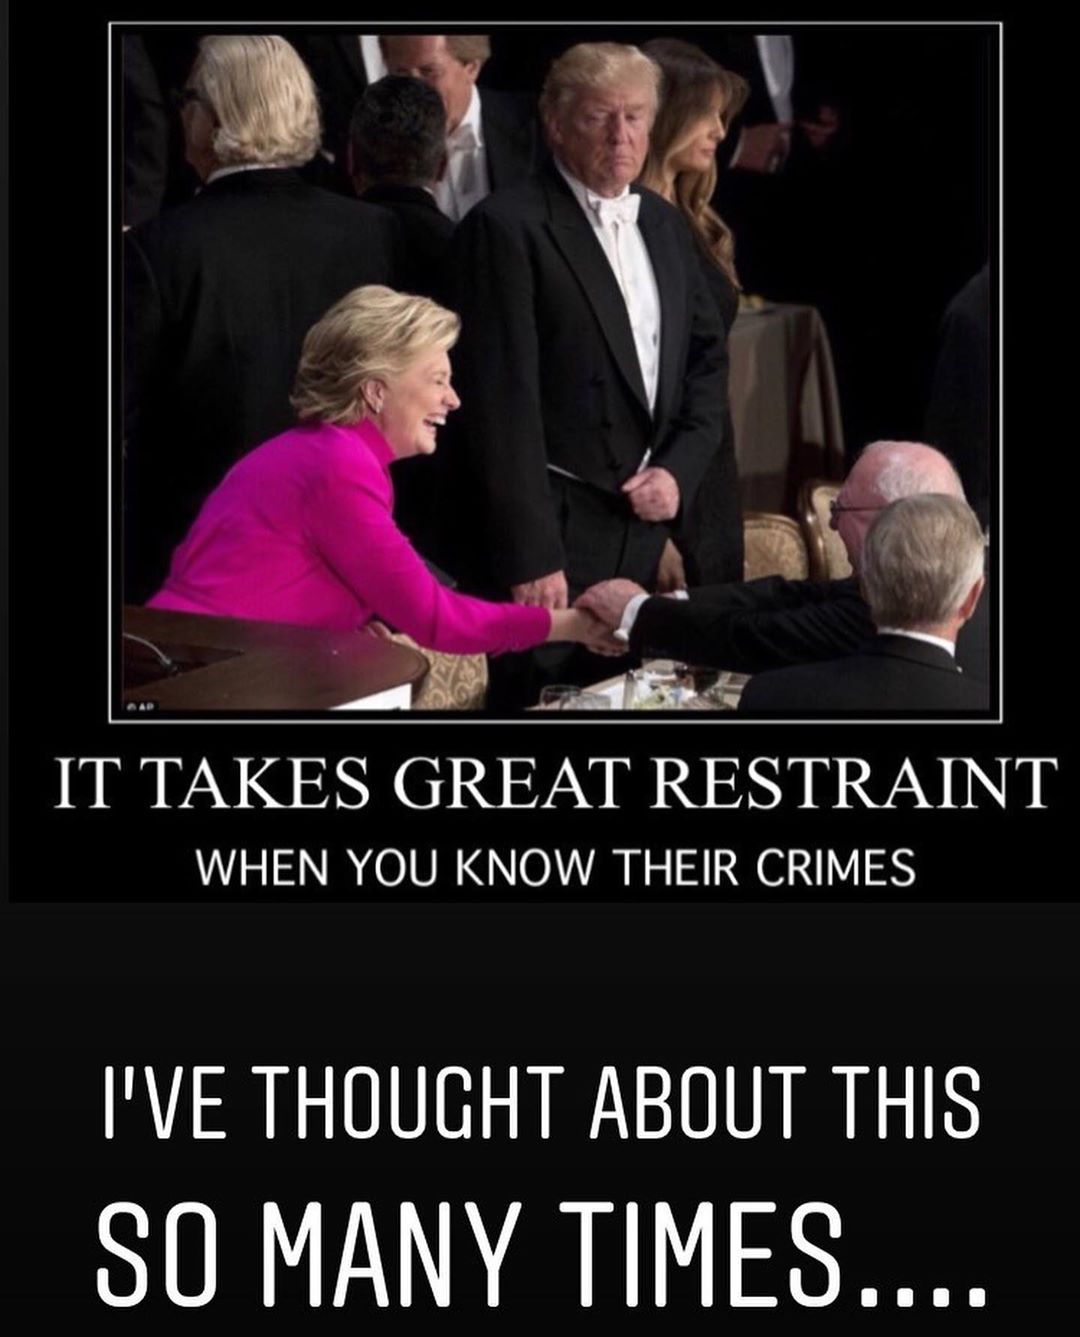 © AP
IT TAKES GREAT RESTRAINT
WHEN YOU KNOW THEIR CRIMES
I'VE THOUGHT ABOUT THIS
SO MANY TIMES....